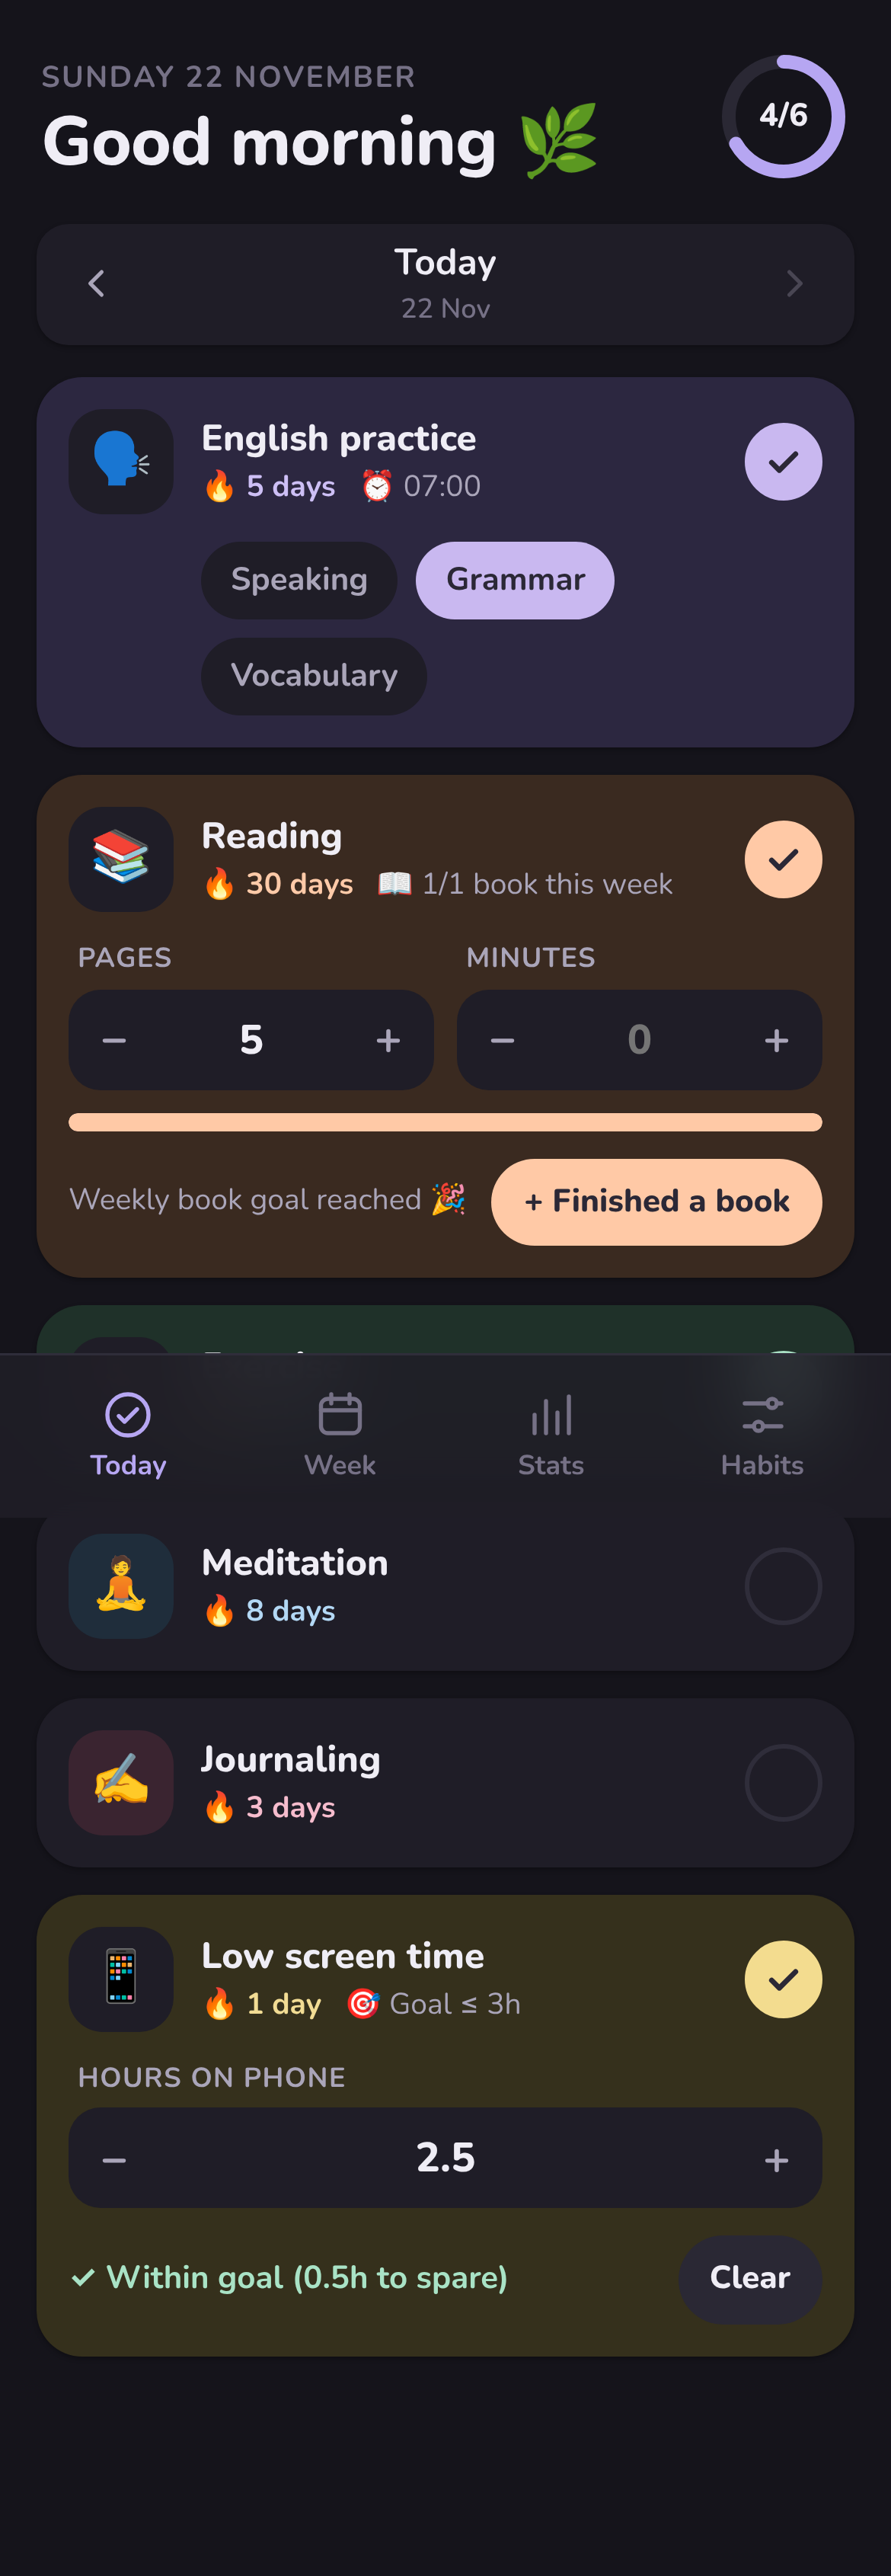 SUNDAY 22 NOVEMBER
Good morning 🌿
4/6
Today
22 Nov
English practice
🔥 5 days ⏰ 07:00
Speaking Grammar
Vocabulary
Reading
🔥 30 days 📖 1/1 book this week
PAGES MINUTES
− 5 + − 0 +
Weekly book goal reached 🎉 + Finished a book
Today Week Stats Habits
Meditation
🔥 8 days
Journaling
🔥 3 days
Low screen time
🔥 1 day 🎯 Goal ≤ 3h
HOURS ON PHONE
− 2.5 +
✓ Within goal (0.5h to spare) Clear